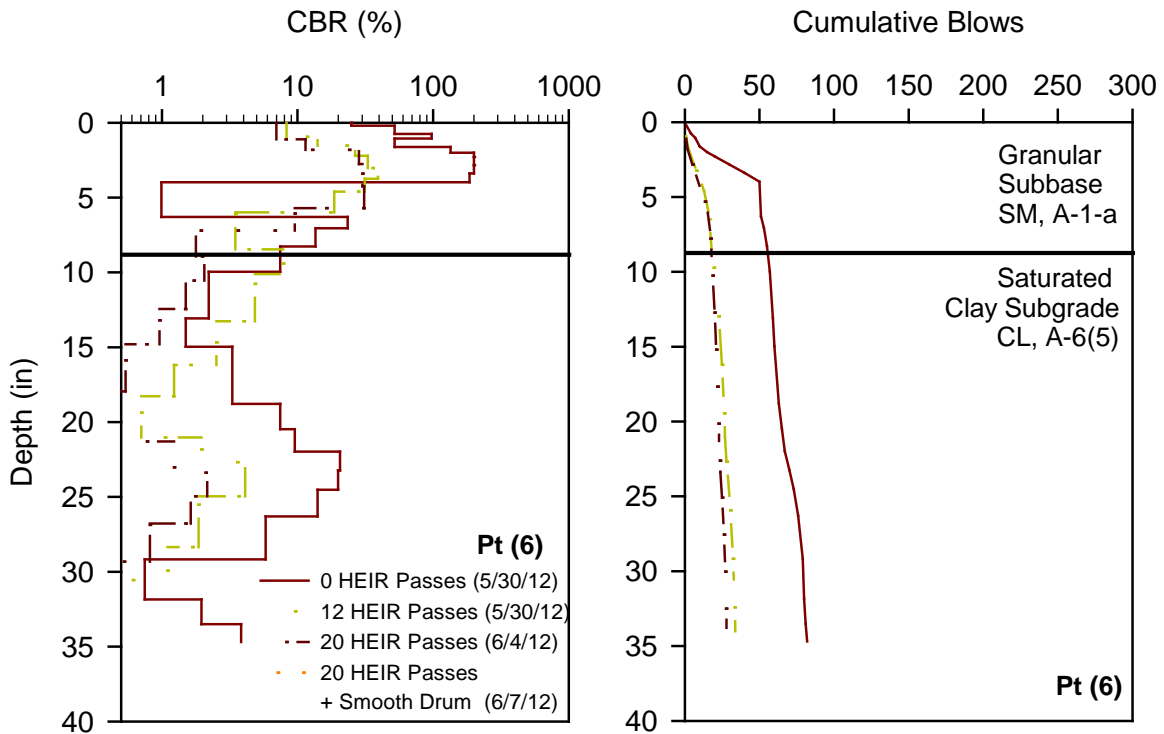 CBR (%)
1 10 100 1000
0
5
10
15
20
25
30
35
40
Depth (in)
Pt (6)
0 HEIR Passes (5/30/12)
12 HEIR Passes (5/30/12)
20 HEIR Passes (6/4/12)
20 HEIR Passes
+ Smooth Drum (6/7/12)
Cumulative Blows
0 50 100 150 200 250 300
0
5
10
15
20
25
30
35
40
Granular
Subbase
SM, A-1-a
Saturated
Clay Subgrade
CL, A-6(5)
Pt (6)